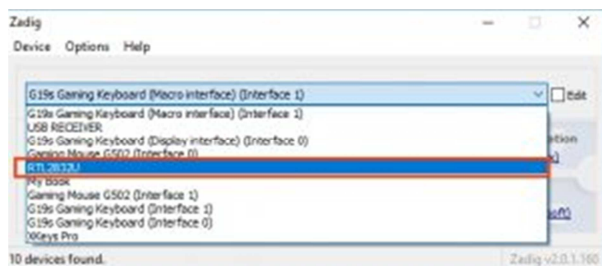 Zadig
Device Options Help
G19s Gaming Keyboard (Macro interface) (Interface 1)
Edit
G19s Gaming Keyboard (Macro interface) (Interface 1)
USB RECEIVER
G19s Gaming Keyboard (Display interface) (Interface 0)
Gaming Mouse G502 (Interface 0)
RTL2832U
My Book
Gaming Mouse G502 (Interface 1)
G19s Gaming Keyboard (Interface 1)
G19s Gaming Keyboard (Interface 0)
XKeys Pro
10 devices found.
Zadig v2.0.1.160